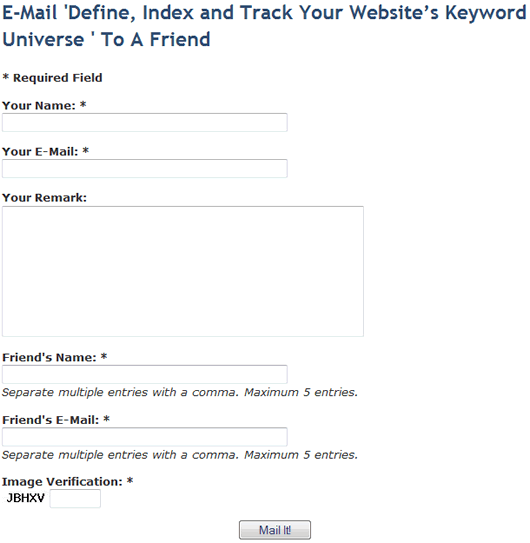 E-Mail 'Define, Index and Track Your Website’s Keyword
Universe ' To A Friend
* Required Field
Your Name: *
Your E-Mail: *
Your Remark:
Friend's Name: *
Separate multiple entries with a comma. Maximum 5 entries.
Friend's E-Mail: *
Separate multiple entries with a comma. Maximum 5 entries.
Image Verification: *
JBHXV
Mail It!